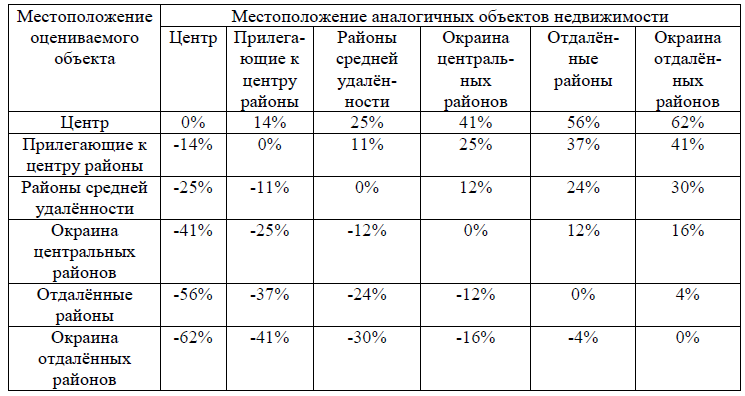 Местоположение оцениваемого объекта
Местоположение аналогичных объектов недвижимости
Центр
Прилега-
ющие к
центру
районы
Районы
средней
удалён-
ности
Окраина
централь-
ных
районов
Отдалён-
ные
районы
Окраина
отдалён-
ных
районов
Центр 0% 14% 25% 41% 56% 62%
Прилегающие к -14% 0% 11% 25% 37% 41%
центру районы
Районы средней -25% -11% 0% 12% 24% 30%
удалённости
Окраина -41% -25% -12% 0% 12% 16%
центральных
районов
Отдалённые -56% -37% -24% -12% 0% 4%
районы
Окраина -62% -41% -30% -16% -4% 0%
отдалённых
районов